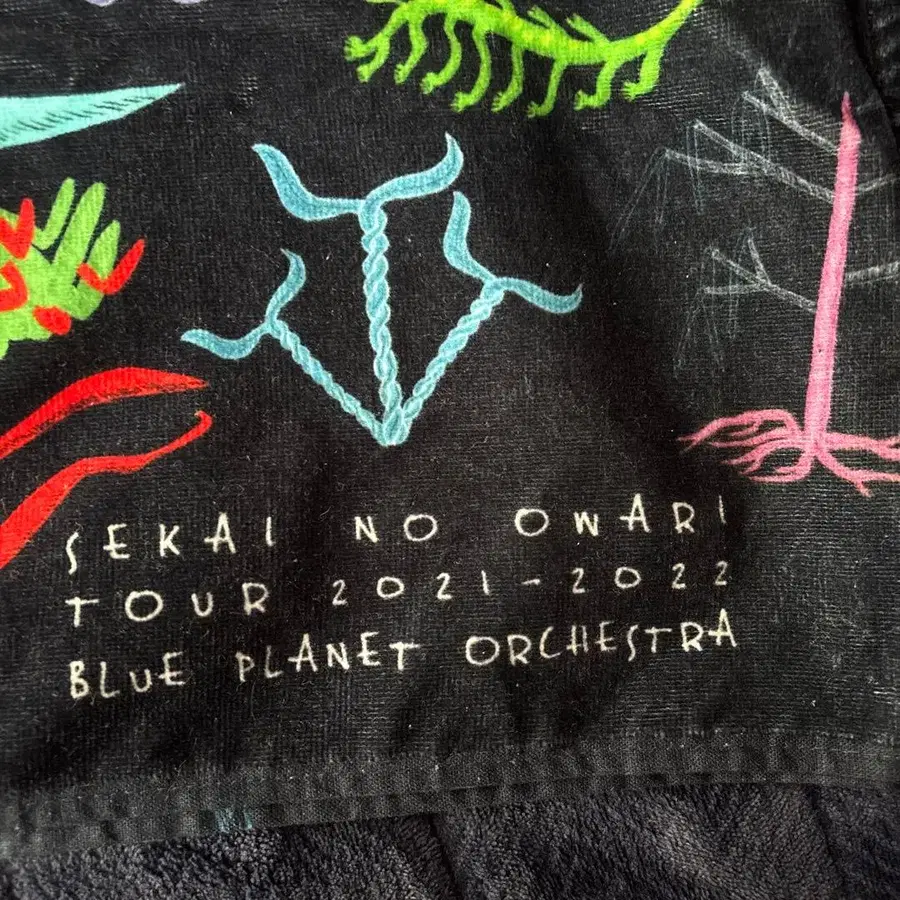 SEKAI NO OWARI
TOUR 2021-2022
BLUE PLANET ORCHESTRA